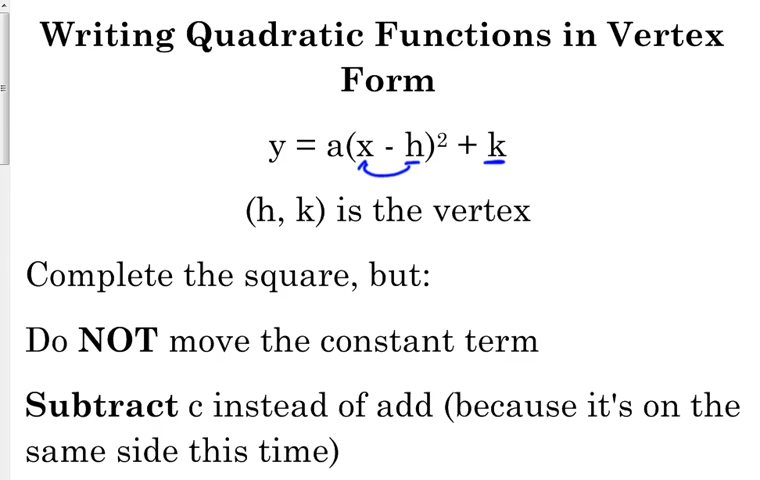 Writing Quadratic Functions in Vertex
Form
y = a(x - h)² + k
(h, k) is the vertex
Complete the square, but:
Do NOT move the constant term
Subtract c instead of add (because it's on the
same side this time)